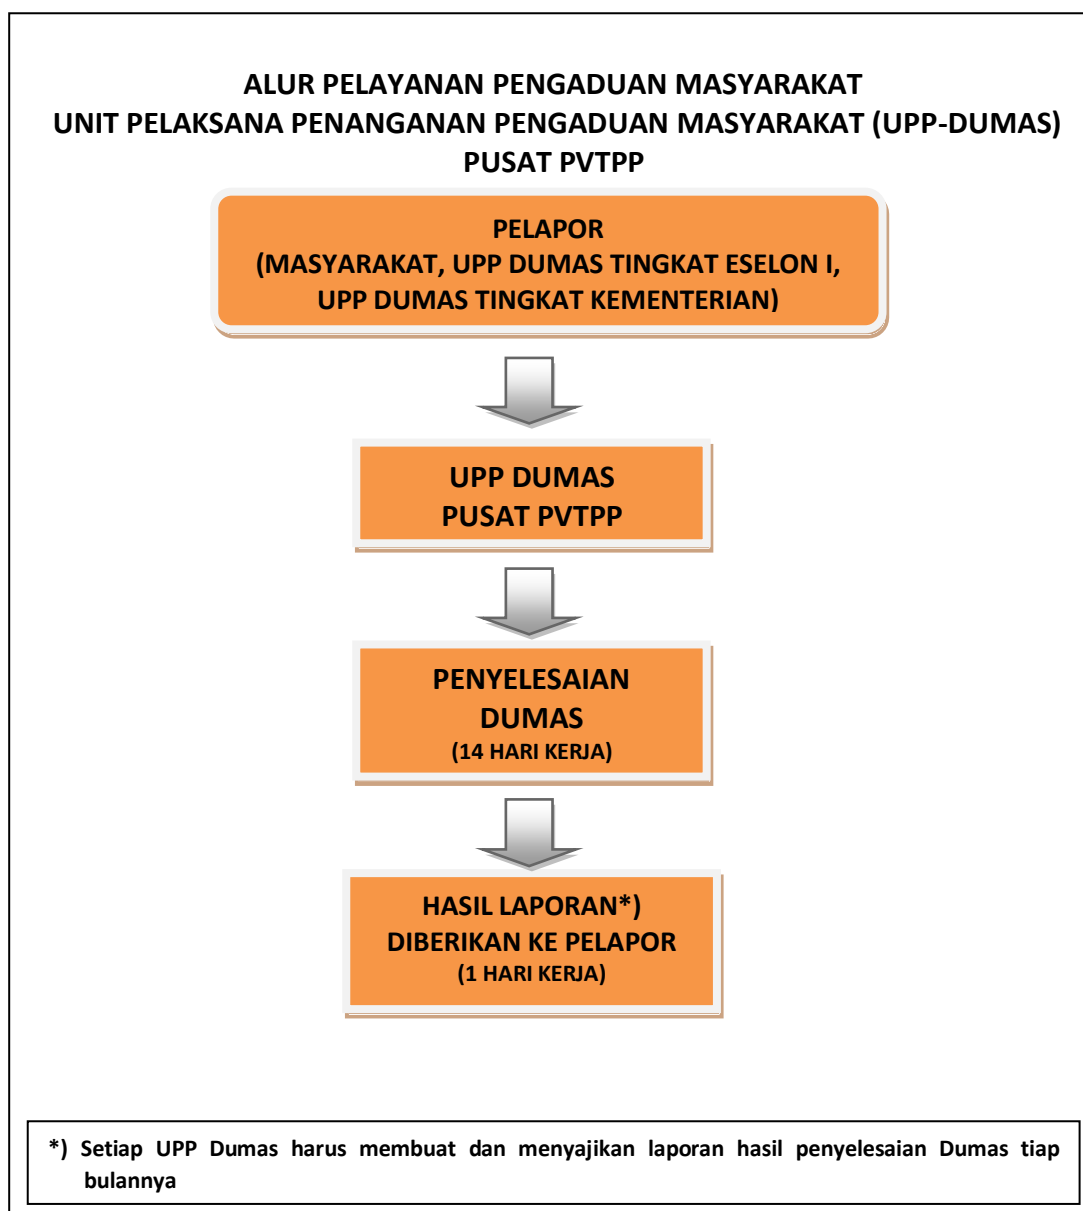 ALUR PELAYANAN PENGADUAN MASYARAKAT
UNIT PELAKSANA PENANGANAN PENGADUAN MASYARAKAT (UPP-DUMAS)
PUSAT PVTPP
PELAPOR
(MASYARAKAT, UPP DUMAS TINGKAT ESELON I,
UPP DUMAS TINGKAT KEMENTERIAN)
UPP DUMAS
PUSAT PVTPP
PENYELESAIAN
DUMAS
(14 HARI KERJA)
HASIL LAPORAN*)
DIBERIKAN KE PELAPOR
(1 HARI KERJA)
*) Setiap UPP Dumas harus membuat dan menyajikan laporan hasil penyelesaian Dumas tiap
bulannya